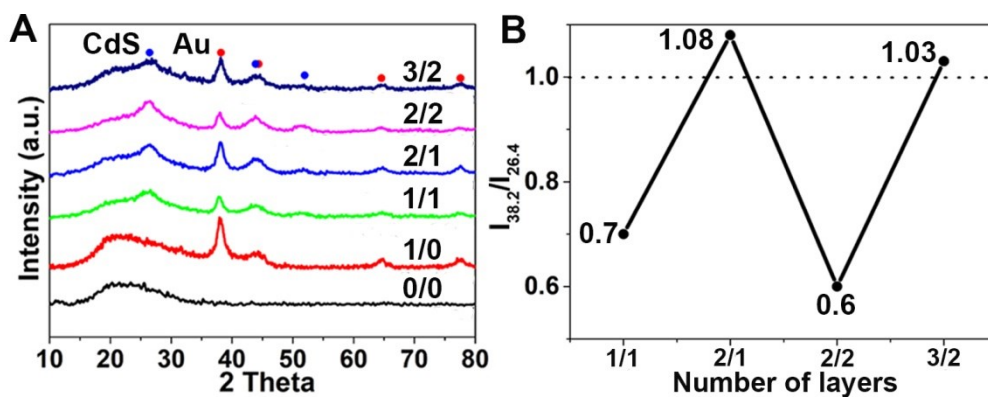 A
CdS Au
3/2
2/2
2/1
1/1
1/0
0/0
Intensity (a.u.)
10 20 30 40 50 60 70 80
2 Theta
B
1.08
1.03
0.7
0.6
1.0
0.8
0.6
I38.2/I26.4
1/1 2/1 2/2 3/2
Number of layers